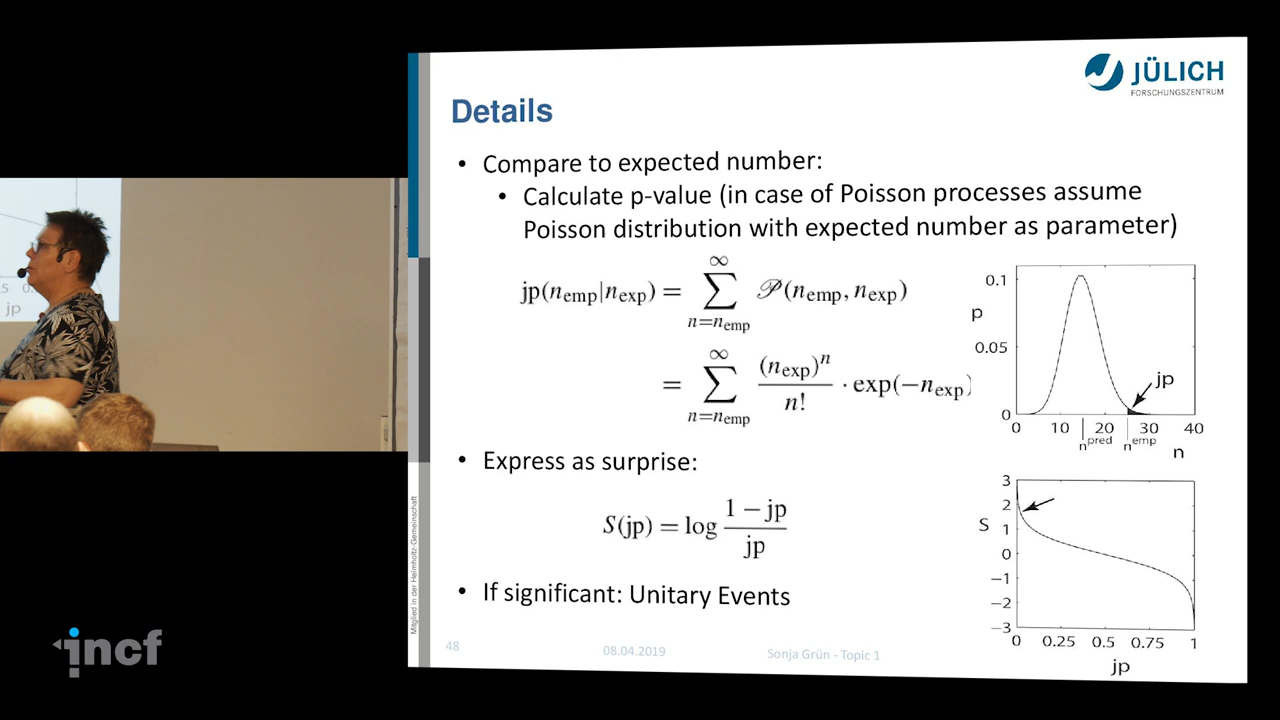 JÜLICH
FORSCHUNGSZENTRUM
Details
• Compare to expected number:
• Calculate p-value (in case of Poisson processes assume
Poisson distribution with expected number as parameter)
jp(n_emp|n_exp) = ∑_{n=n_emp}^{∞} 𝒫(n_emp, n_exp)
= ∑_{n=n_emp}^{∞} (n_exp)^n / n! · exp(−n_exp)
0.1
p
0.05
jp
0
0 10 20 30 40
n^pred n^emp
n
• Express as surprise:
S(jp) = log (1 − jp) / jp
3
2
S
1
0
−1
−2
−3
0 0.25 0.5 0.75 1
jp
• If significant: Unitary Events
Mitglied in der Helmholtz-Gemeinschaft
48 08.04.2019 Sonja Grün - Topic 1
incf
jp